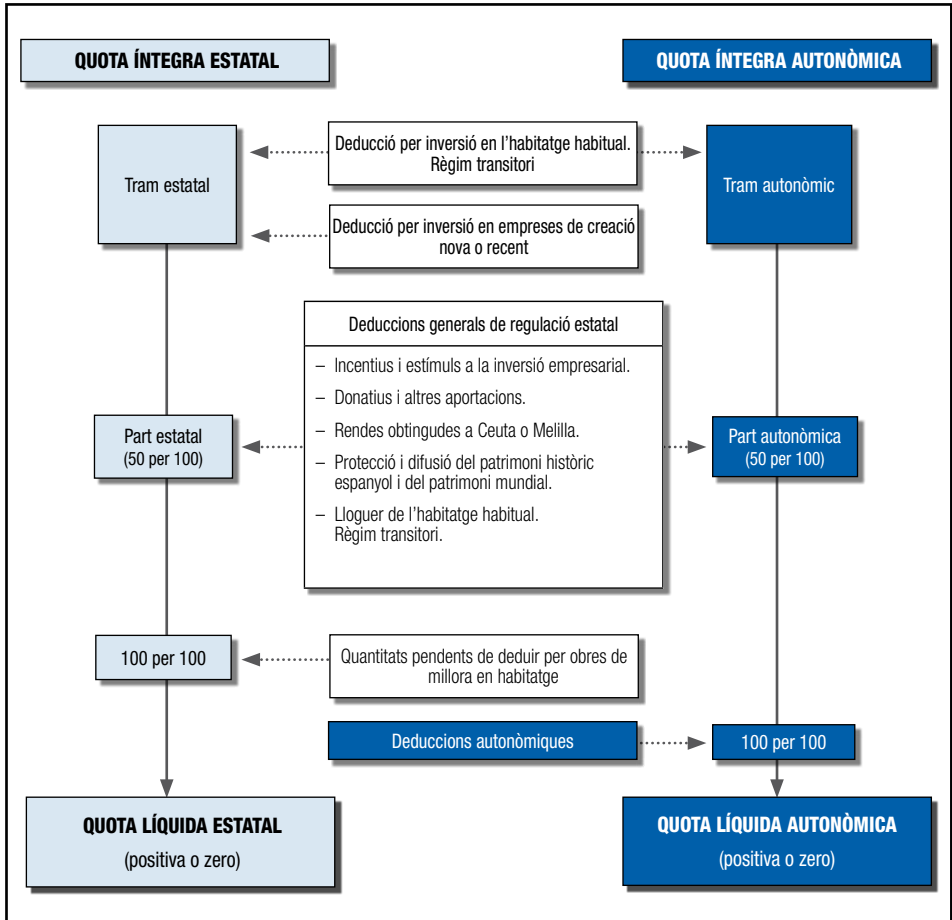 QUOTA ÍNTEGRA ESTATAL
QUOTA ÍNTEGRA AUTONÒMICA
Tram estatal
Deducció per inversió en l’habitatge habitual.
Règim transitori
Tram autonòmic
Deducció per inversió en empreses de creació
nova o recent
Deduccions generals de regulació estatal
– Incentius i estímuls a la inversió empresarial.
– Donatius i altres aportacions.
– Rendes obtingudes a Ceuta o Melilla.
– Protecció i difusió del patrimoni històric
espanyol i del patrimoni mundial.
– Lloguer de l’habitatge habitual.
Règim transitori.
Part estatal
(50 per 100)
Part autonòmica
(50 per 100)
100 per 100
Quantitats pendents de deduir per obres de
millora en habitatge
Deduccions autonòmiques
100 per 100
QUOTA LÍQUIDA ESTATAL
(positiva o zero)
QUOTA LÍQUIDA AUTONÒMICA
(positiva o zero)